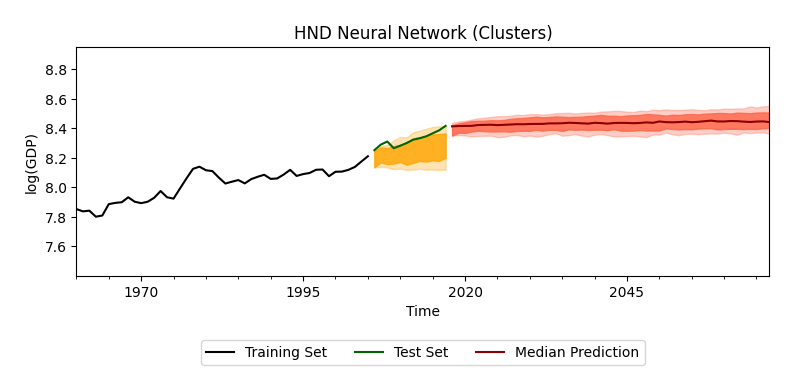 HND Neural Network (Clusters)
8.8
8.6
8.4
8.2
8.0
7.8
7.6
log(GDP)
1970 1995 2020 2045
Time
Training Set Test Set Median Prediction